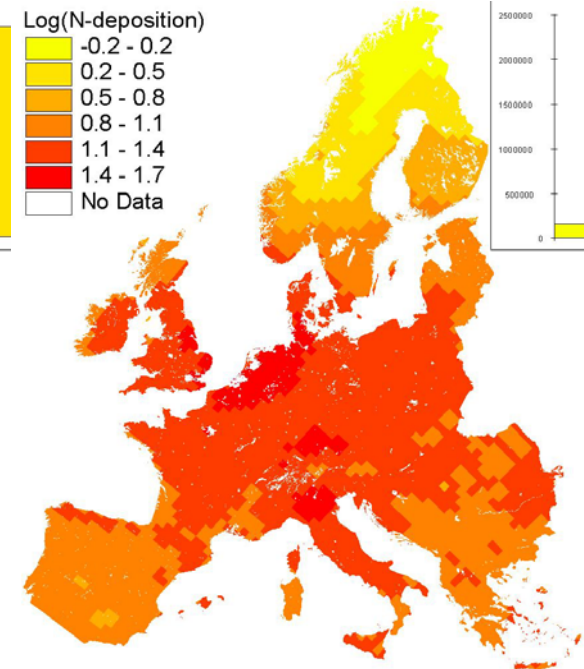 Log(N-deposition)
-0.2 - 0.2
0.2 - 0.5
0.5 - 0.8
0.8 - 1.1
1.1 - 1.4
1.4 - 1.7
No Data
2500000
2000000
1500000
1000000
500000
0